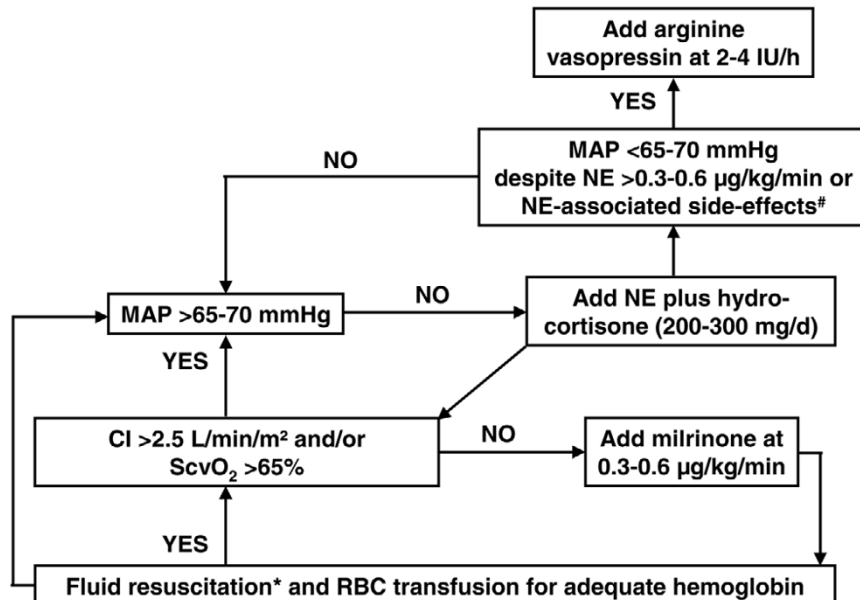 Add arginine
vasopressin at 2-4 IU/h
YES
NO
MAP <65-70 mmHg
despite NE >0.3-0.6 µg/kg/min or
NE-associated side-effects#
MAP >65-70 mmHg
NO
Add NE plus hydro-
cortisone (200-300 mg/d)
YES
CI >2.5 L/min/m² and/or
ScvO₂ >65%
NO
Add milrinone at
0.3-0.6 µg/kg/min
YES
Fluid resuscitation* and RBC transfusion for adequate hemoglobin